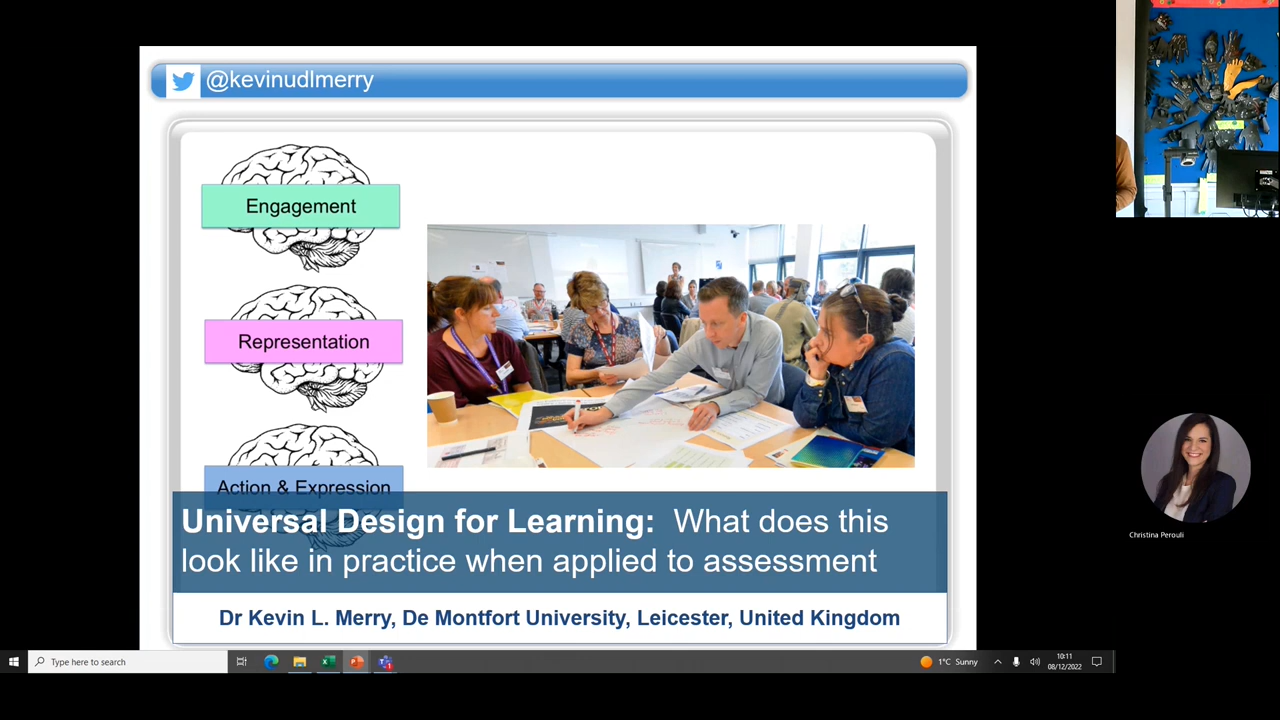 @kevinudlmerry
Engagement
Representation
Action & Expression
Universal Design for Learning: What does this
look like in practice when applied to assessment
Dr Kevin L. Merry, De Montfort University, Leicester, United Kingdom
Christina Perouli
Type here to search
1°C Sunny
10:11
08/12/2022